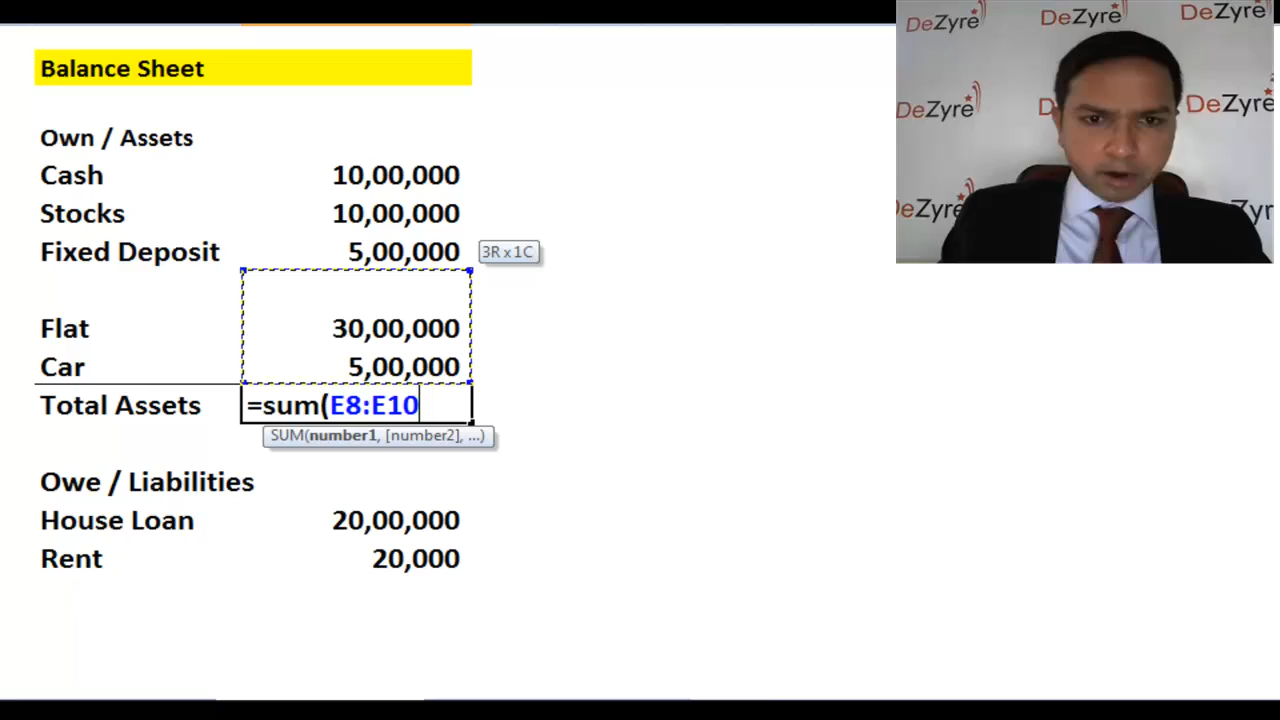 Balance Sheet
Own / Assets
Cash 10,00,000
Stocks 10,00,000
Fixed Deposit 5,00,000 3R x 1C
Flat 30,00,000
Car 5,00,000
Total Assets =sum(E8:E10
SUM(number1, [number2], ...)
Owe / Liabilities
House Loan 20,00,000
Rent 20,000
DeZyre DeZyre DeZyre
DeZyre D DeZyre
DeZyre Zyr